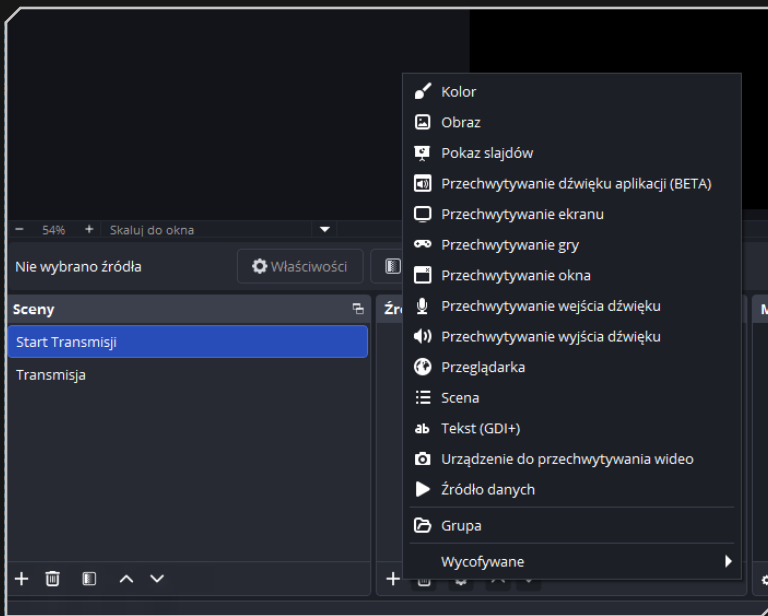 Kolor
Obraz
Pokaz slajdów
Przechwytywanie dźwięku aplikacji (BETA)
Przechwytywanie ekranu
Przechwytywanie gry
Przechwytywanie okna
Przechwytywanie wejścia dźwięku
Przechwytywanie wyjścia dźwięku
Przeglądarka
Scena
ab Tekst (GDI+)
Urządzenie do przechwytywania wideo
Źródło danych
Grupa
Wycofywane
54% Skaluj do okna
Nie wybrano źródła Właściwości
Sceny
Start Transmisji
Transmisja